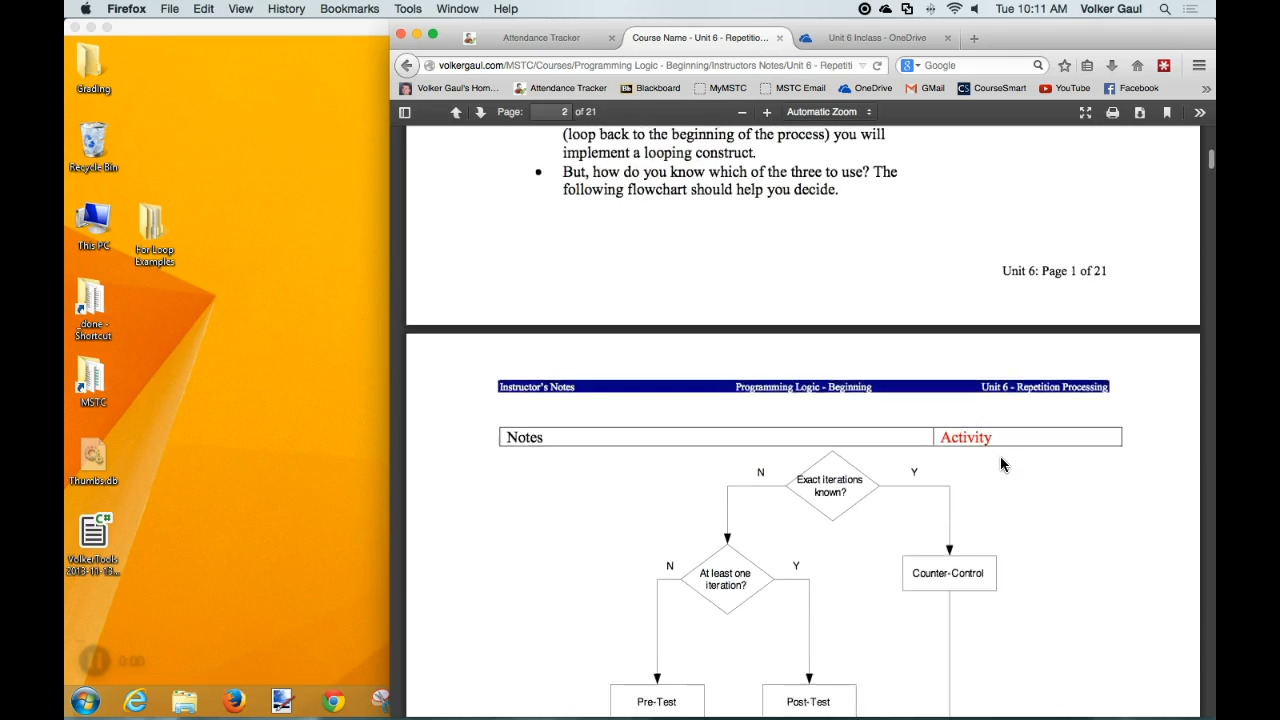 Firefox File Edit View History Bookmarks Tools Window Help Tue 10:11 AM Volker Gaul
Attendance Tracker Course Name - Unit 6 - Repetitio... Unit 6 Inclass - OneDrive
volkergaul.com/MSTC/Courses/Programming Logic - Beginning/Instructors Notes/Unit 6 - Repetiti Google
Volker Gaul's Hom... Attendance Tracker Blackboard MyMSTC MSTC Email OneDrive GMail CourseSmart YouTube Facebook
Page: 2 of 21 Automatic Zoom
Grading
Recycle Bin
This PC
For Loop
Examples
_done -
Shortcut
MSTC
Thumbs.db
VolkerTools
2013-11-13...
0:00
(loop back to the beginning of the process) you will
implement a looping construct.
• But, how do you know which of the three to use? The
following flowchart should help you decide.
Unit 6: Page 1 of 21
Instructor's Notes Programming Logic - Beginning Unit 6 - Repetition Processing
Notes Activity
N Exact iterations Y
known?
N At least one Y
iteration?
Counter-Control
Pre-Test Post-Test